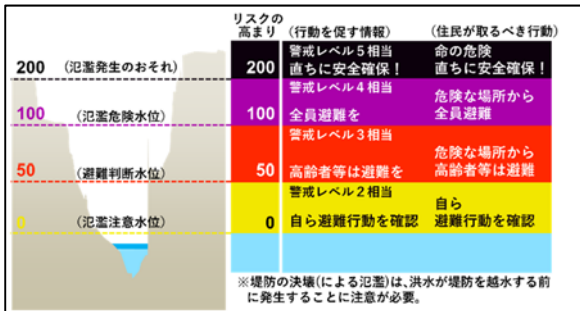 リスクの
高まり
(行動を促す情報)
(住民が取るべき行動)
200
(氾濫発生のおそれ)
200
警戒レベル5相当
直ちに安全確保!
命の危険
直ちに安全確保!
100
(氾濫危険水位)
100
警戒レベル4相当
全員避難を
危険な場所から
全員避難
50
(避難判断水位)
50
警戒レベル3相当
高齢者等は避難を
危険な場所から
高齢者等は避難
0
(氾濫注意水位)
0
警戒レベル2相当
自ら避難行動を確認
自ら
避難行動を確認
※堤防の決壊(による氾濫)は、洪水が堤防を越水する前
に発生することに注意が必要。